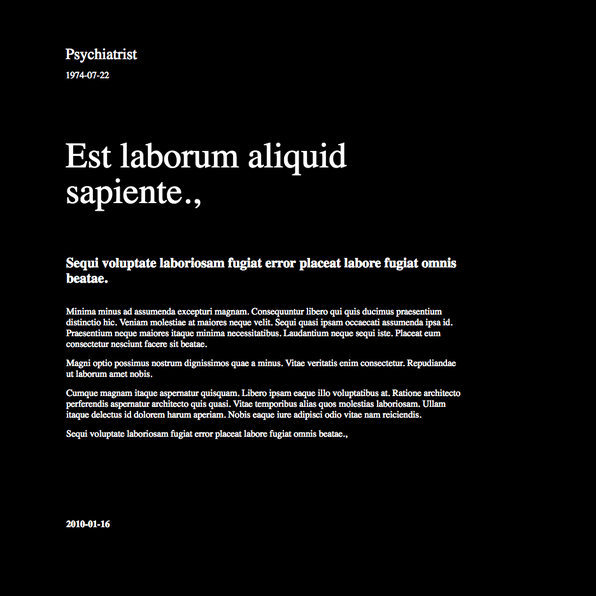 Psychiatrist
1974-07-22
Est laborum aliquid
sapiente.,
Sequi voluptate laboriosam fugiat error placeat labore fugiat omnis
beatae.
Minima minus ad assumenda excepturi magnam. Consequuntur libero qui quis ducimus praesentium
distinctio hic. Veniam molestiae at maiores neque velit. Sequi quasi ipsam occaecati assumenda ipsa id.
Praesentium neque maiores itaque minima necessitatibus. Laudantium neque sequi iste. Placeat eum
consectetur nesciunt facere sit beatae.
Magni optio possimus nostrum dignissimos quae a minus. Vitae veritatis enim consectetur. Repudiandae
ut laborum amet nobis.
Cumque magnam itaque aspernatur quisquam. Libero ipsam eaque illo voluptatibus at. Ratione architecto
perferendis aspernatur architecto quis quasi. Vitae temporibus alias quos molestias laboriosam. Ullam
itaque delectus id dolorem harum aperiam. Nobis eaque iure adipisci odio vitae nam reiciendis.
Sequi voluptate laboriosam fugiat error placeat labore fugiat omnis beatae.,
2010-01-16